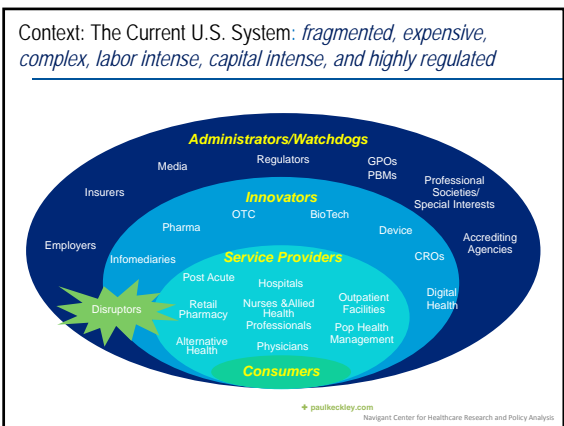 Context: The Current U.S. System: fragmented, expensive,
complex, labor intense, capital intense, and highly regulated
Administrators/Watchdogs
Media
Regulators
GPOs
PBMs
Professional
Societies/
Special Interests
Insurers
Innovators
OTC
BioTech
Pharma
Device
Employers
Accrediting
Agencies
Infomediaries
Service Providers
CROs
Post Acute
Hospitals
Digital
Health
Disruptors
Retail
Pharmacy
Nurses &Allied
Health
Professionals
Outpatient
Facilities
Pop Health
Management
Alternative
Health
Physicians
Consumers
paulkeckley.com
Navigant Center for Healthcare Research and Policy Analysis